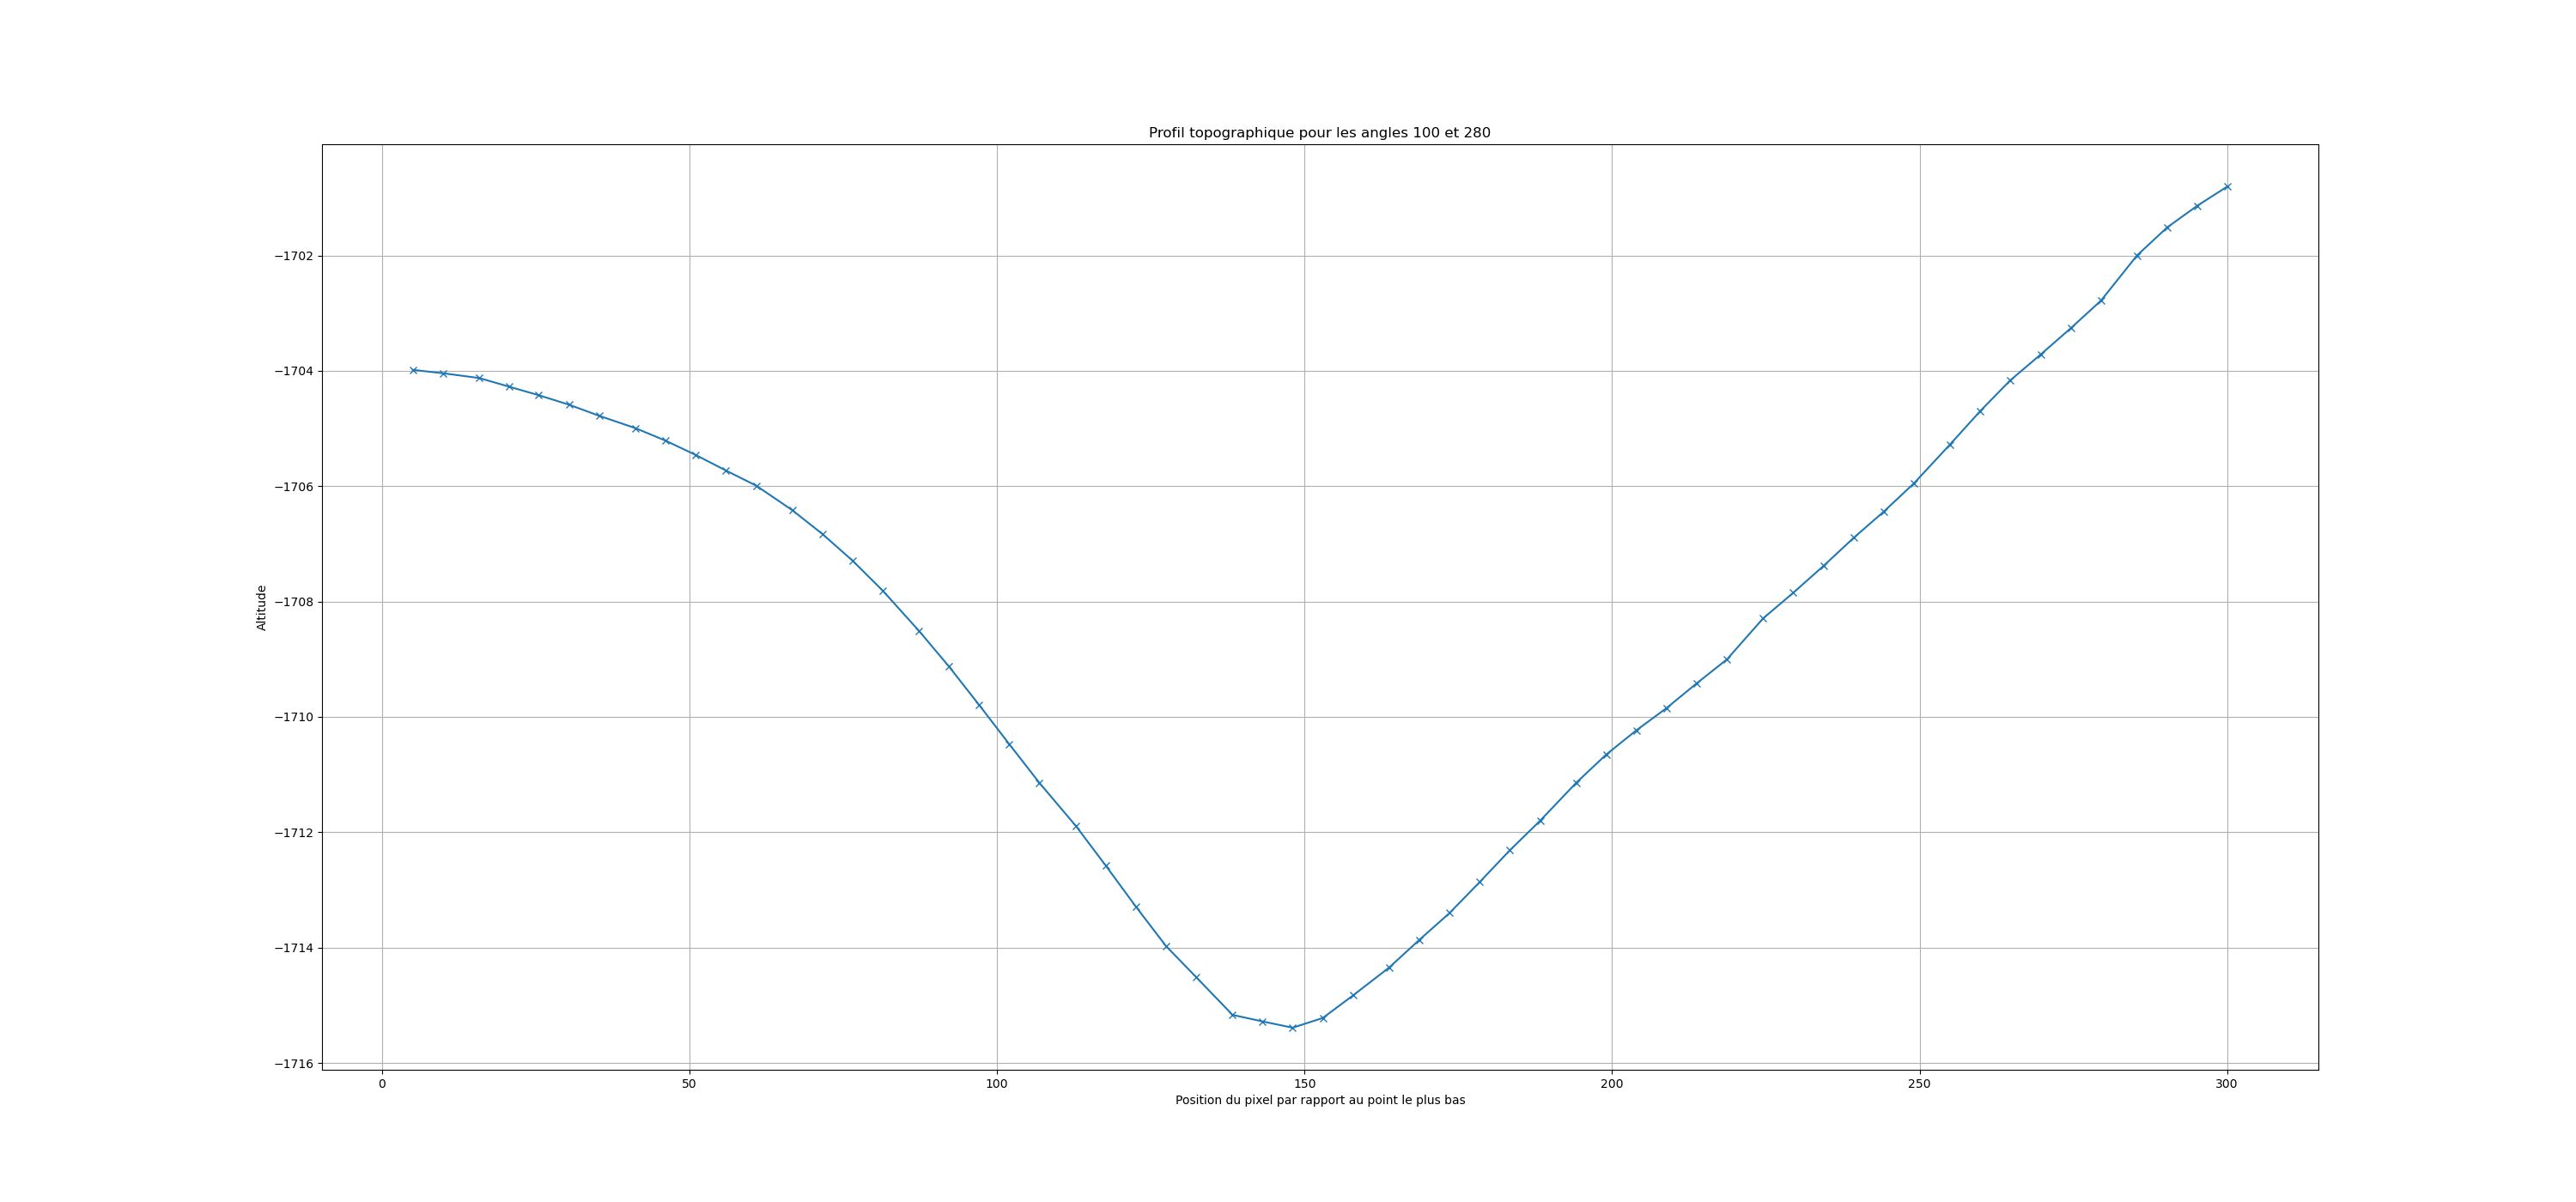 Profil topographique pour les angles 100 et 280
Altitude
−1702
−1704
−1706
−1708
−1710
−1712
−1714
−1716
0 50 100 150 200 250 300
Position du pixel par rapport au point le plus bas